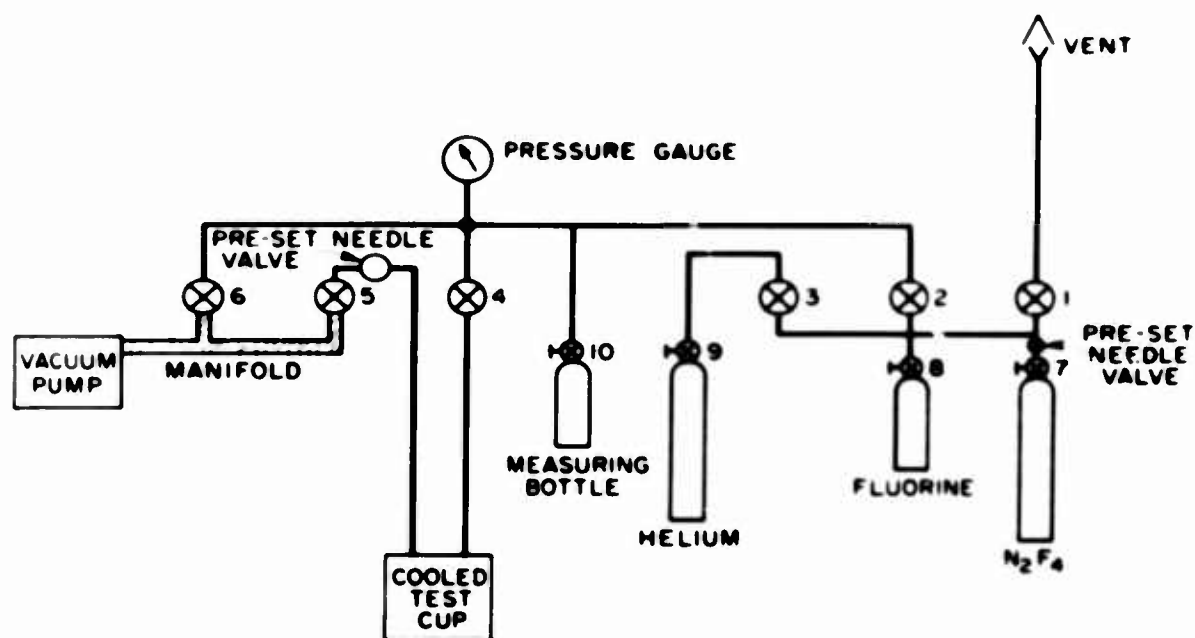 VENT
PRESSURE GAUGE
PRE-SET NEEDLE
VALVE
6
5
4
3
2
1
PRE-SET
NEEDLE
VALVE
VACUUM
PUMP
MANIFOLD
10
9
8
7
MEASURING
BOTTLE
HELIUM
FLUORINE
N₂F₄
COOLED
TEST
CUP